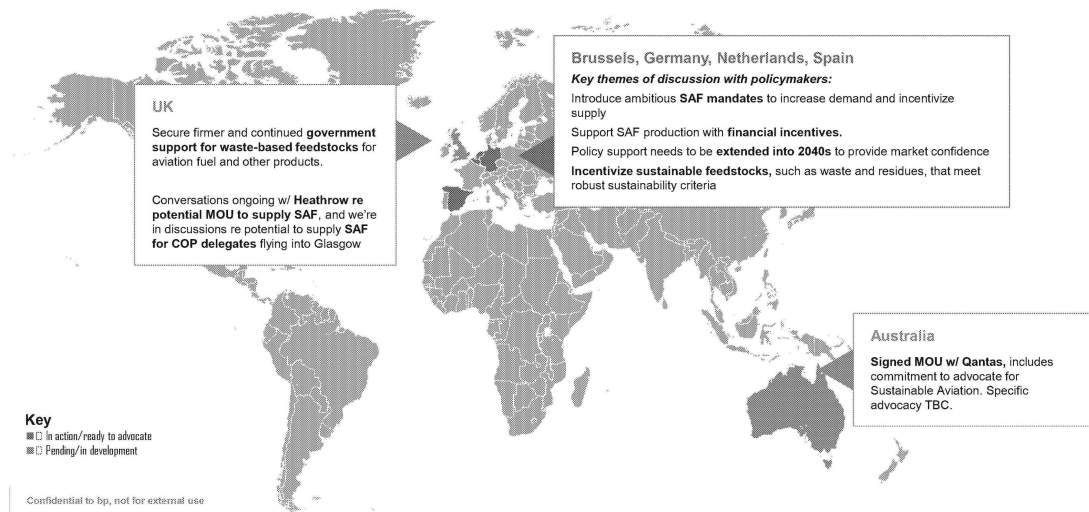 UK
Secure firmer and continued government
support for waste-based feedstocks for
aviation fuel and other products.
Conversations ongoing w/ Heathrow re
potential MOU to supply SAF, and we're
in discussions re potential to supply SAF
for COP delegates flying into Glasgow
Brussels, Germany, Netherlands, Spain
Key themes of discussion with policymakers:
Introduce ambitious SAF mandates to increase demand and incentivize
supply
Support SAF production with financial incentives.
Policy support needs to be extended into 2040s to provide market confidence
Incentivize sustainable feedstocks, such as waste and residues, that meet
robust sustainability criteria
Australia
Signed MOU w/ Qantas, includes
commitment to advocate for
Sustainable Aviation. Specific
advocacy TBC.
Key
In action/ready to advocate
Pending/in development
Confidential to bp, not for external use